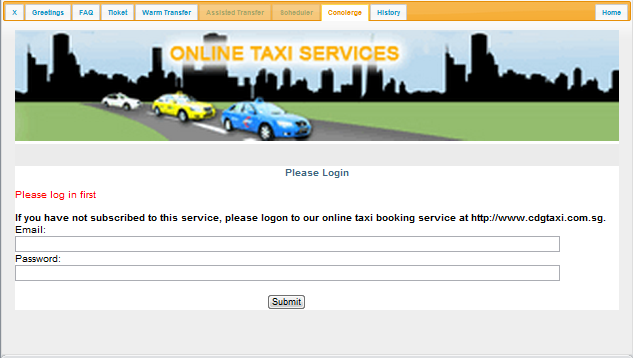 X Greetings FAQ Ticket Warm Transfer Assisted Transfer Scheduler Concierge History Home
ONLINE TAXI SERVICES
Please Login
Please log in first
If you have not subscribed to this service, please logon to our online taxi booking service at http://www.cdgtaxi.com.sg.
Email:
Password:
Submit